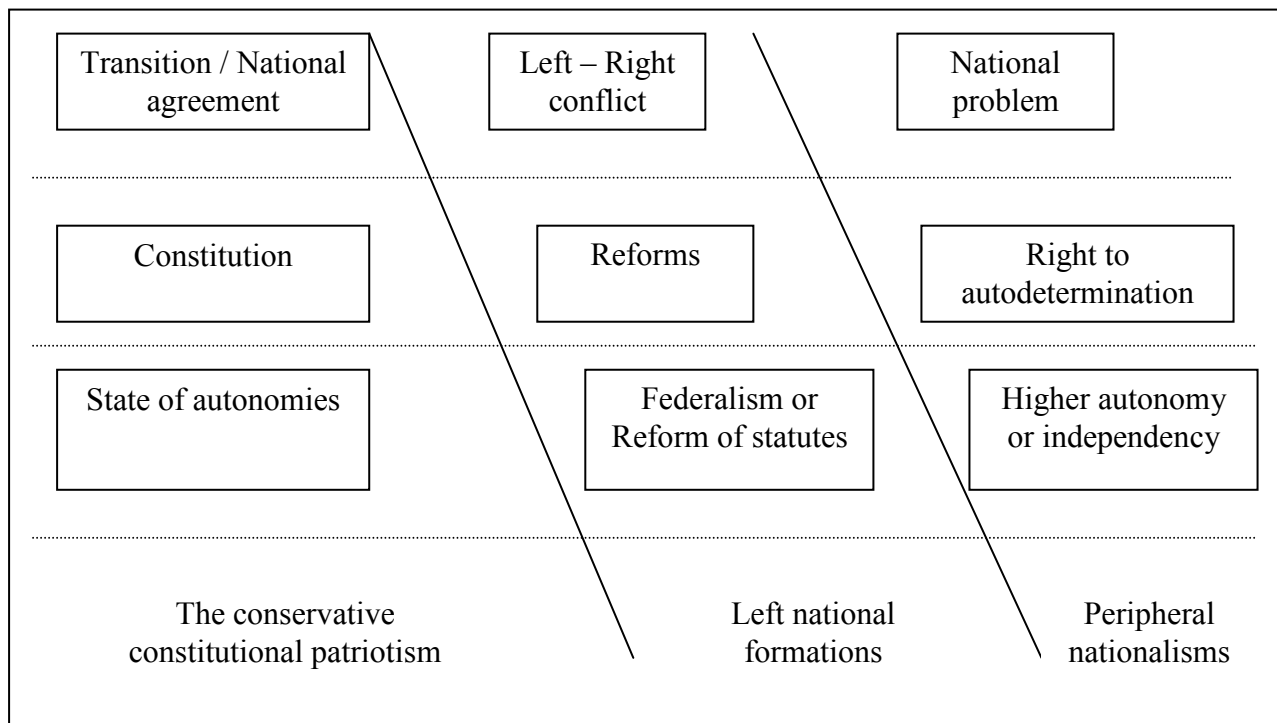 Transition / National
agreement
Left – Right
conflict
National
problem
Constitution
Reforms
Right to
autodetermination
State of autonomies
Federalism or
Reform of statutes
Higher autonomy
or independency
The conservative
constitutional patriotism
Left national
formations
Peripheral
nationalisms